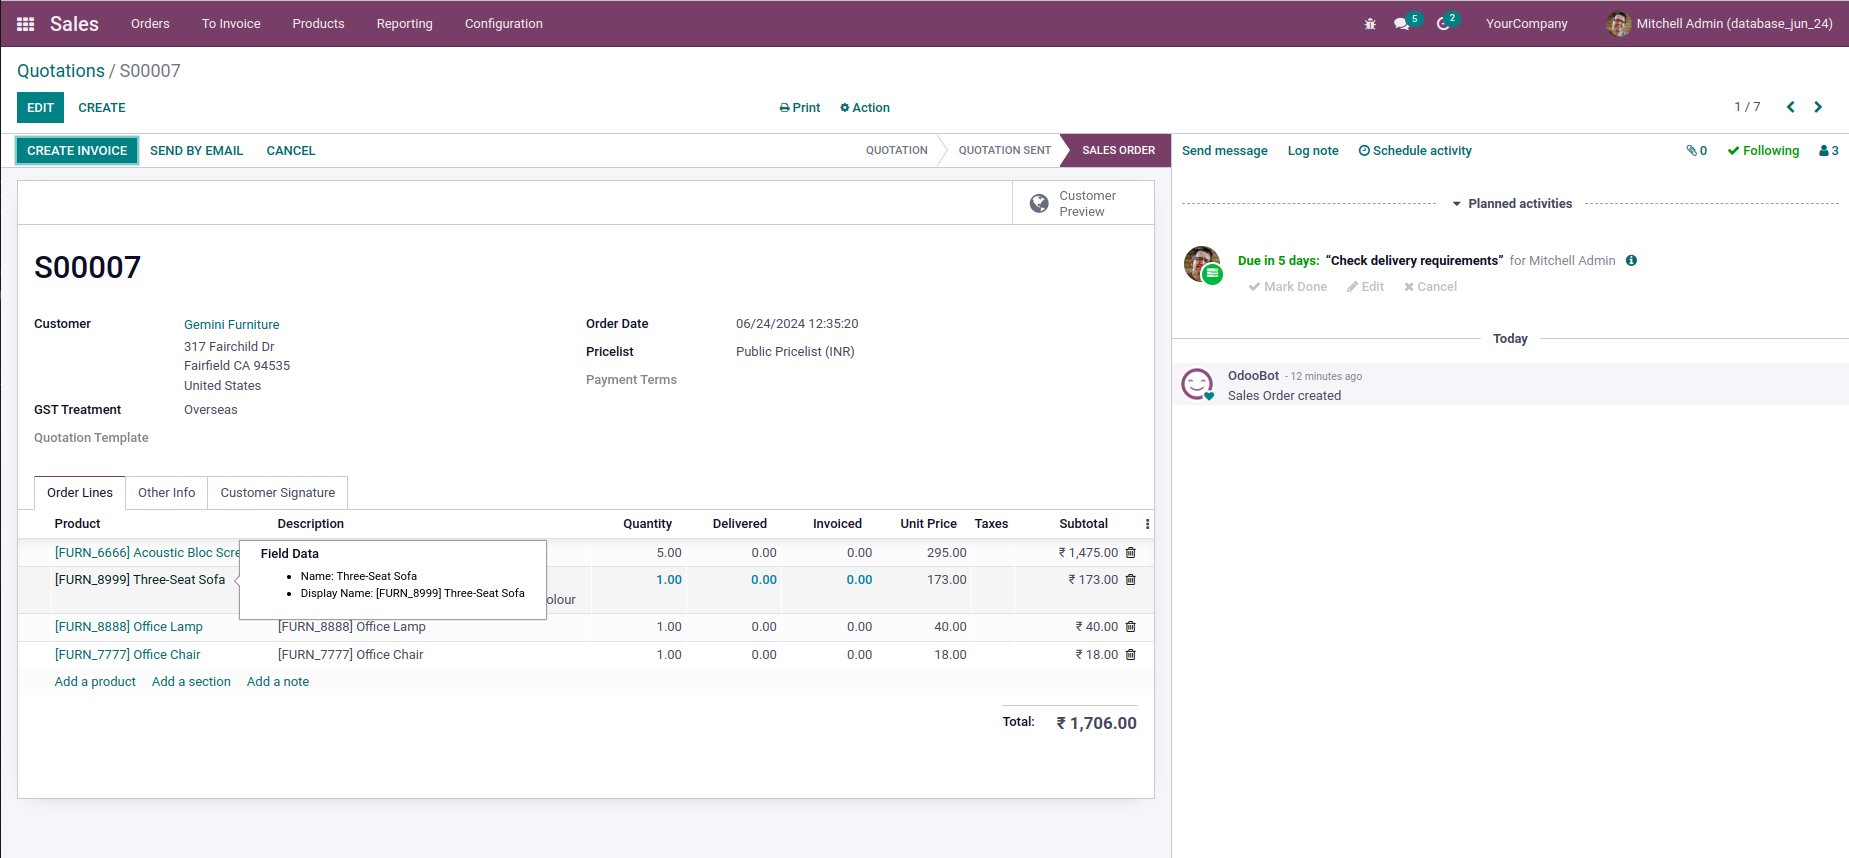 Sales Orders To Invoice Products Reporting Configuration 5 2 YourCompany Mitchell Admin (database_jun_24)
Quotations / S00007
EDIT CREATE Print Action 1 / 7
CREATE INVOICE SEND BY EMAIL CANCEL QUOTATION QUOTATION SENT SALES ORDER
Send message Log note Schedule activity 0 Following 3
Customer
Preview
Planned activities
S00007
Due in 5 days: “Check delivery requirements” for Mitchell Admin
Mark Done Edit Cancel
Customer Gemini Furniture
317 Fairchild Dr
Fairfield CA 94535
United States
GST Treatment Overseas
Quotation Template
Order Date 06/24/2024 12:35:20
Pricelist Public Pricelist (INR)
Payment Terms
Today
OdooBot - 12 minutes ago
Sales Order created
Order Lines Other Info Customer Signature
Product Description Quantity Delivered Invoiced Unit Price Taxes Subtotal
[FURN_6666] Acoustic Bloc Scre 5.00 0.00 0.00 295.00 ₹ 1,475.00
[FURN_8999] Three-Seat Sofa 1.00 0.00 0.00 173.00 ₹ 173.00
olour
Field Data
• Name: Three-Seat Sofa
• Display Name: [FURN_8999] Three-Seat Sofa
[FURN_8888] Office Lamp [FURN_8888] Office Lamp 1.00 0.00 0.00 40.00 ₹ 40.00
[FURN_7777] Office Chair [FURN_7777] Office Chair 1.00 0.00 0.00 18.00 ₹ 18.00
Add a product Add a section Add a note
Total: ₹ 1,706.00